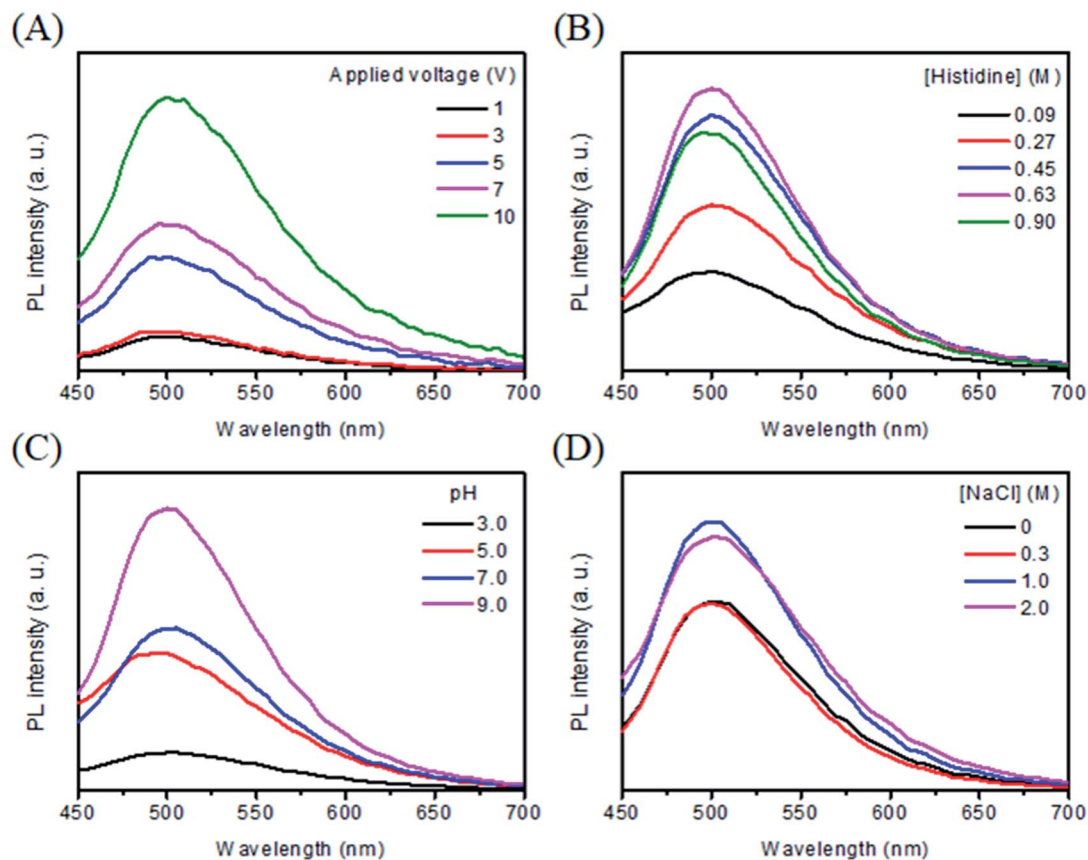 (A)
Applied voltage (V)
1
3
5
7
10
PL intensity (a. u.)
450 500 550 600 650 700
Wavelength (nm)
(B)
[Histidine] (M)
0.09
0.27
0.45
0.63
0.90
PL intensity (a. u.)
450 500 550 600 650 700
Wavelength (nm)
(C)
pH
3.0
5.0
7.0
9.0
PL intensity (a. u.)
450 500 550 600 650 700
Wavelength (nm)
(D)
[NaCl] (M)
0
0.3
1.0
2.0
PL intensity (a. u.)
450 500 550 600 650 700
Wavelength (nm)